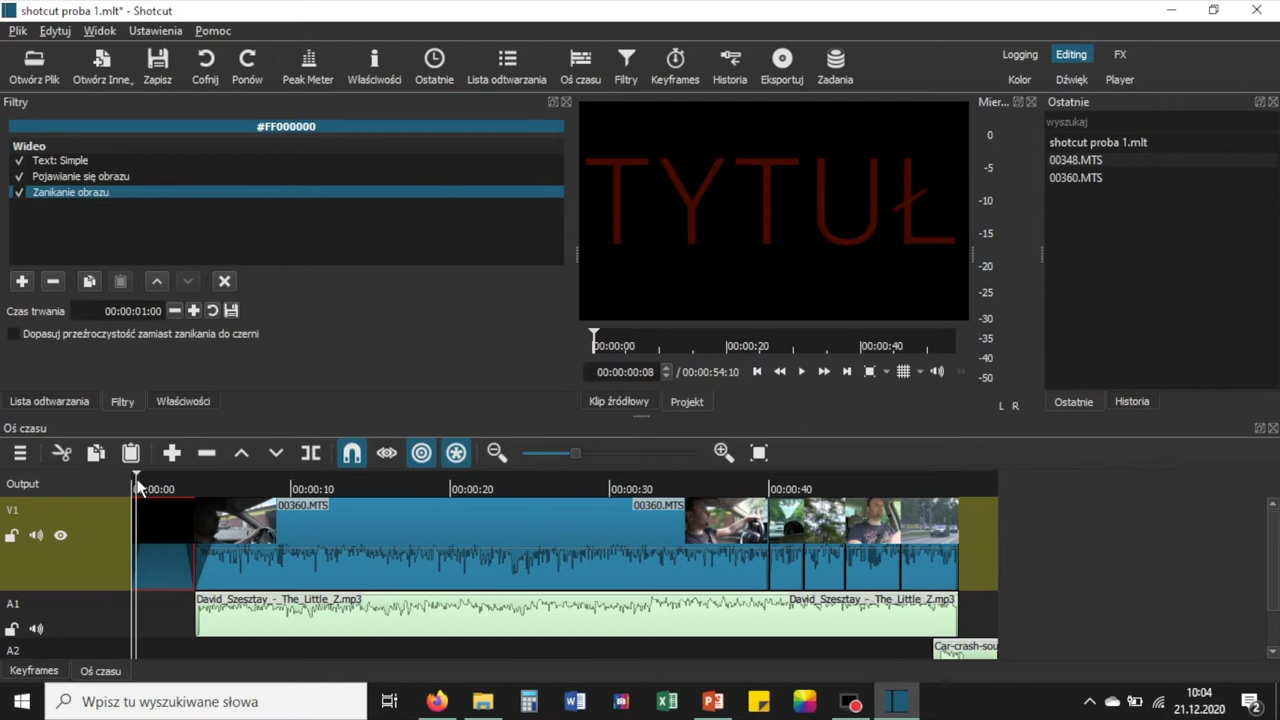 shotcut proba 1.mlt* - Shotcut
Plik Edytuj Widok Ustawienia Pomoc
Otwórz Plik Otwórz Inne... Zapisz Cofnij Ponów Peak Meter Właściwości Ostatnie Lista odtwarzania Oś czasu Filtry Keyframes Historia Eksportuj Zadania
Logging Editing FX
Kolor Dźwięk Player
Filtry
#FF000000
Wideo
Text: Simple
Pojawianie się obrazu
Zanikanie obrazu
Czas trwania 00:00:01:00
Dopasuj przeźroczystość zamiast zanikania do czerni
Lista odtwarzania Filtry Właściwości
TYTUŁ
00:00:00 00:00:20 00:00:40
00:00:00:08 / 00:00:54:10
Klip źródłowy Projekt
Mier...
0
-5
-10
-15
-20
-25
-30
-35
-40
-50
L R
Ostatnie
wyszukaj
shotcut proba 1.mlt
00348.MTS
00360.MTS
Ostatnie Historia
Oś czasu
Output
00:00:00 00:00:10 00:00:20 00:00:30 00:00:40
V1
00360.MTS 00360.MTS
A1
David_Szesztay_-_The_Little_Z.mp3 David_Szesztay_-_The_Little_Z.mp3
A2
Car-crash-sou
Keyframes Oś czasu
Wpisz tu wyszukiwane słowa
10:04
21.12.2020
2